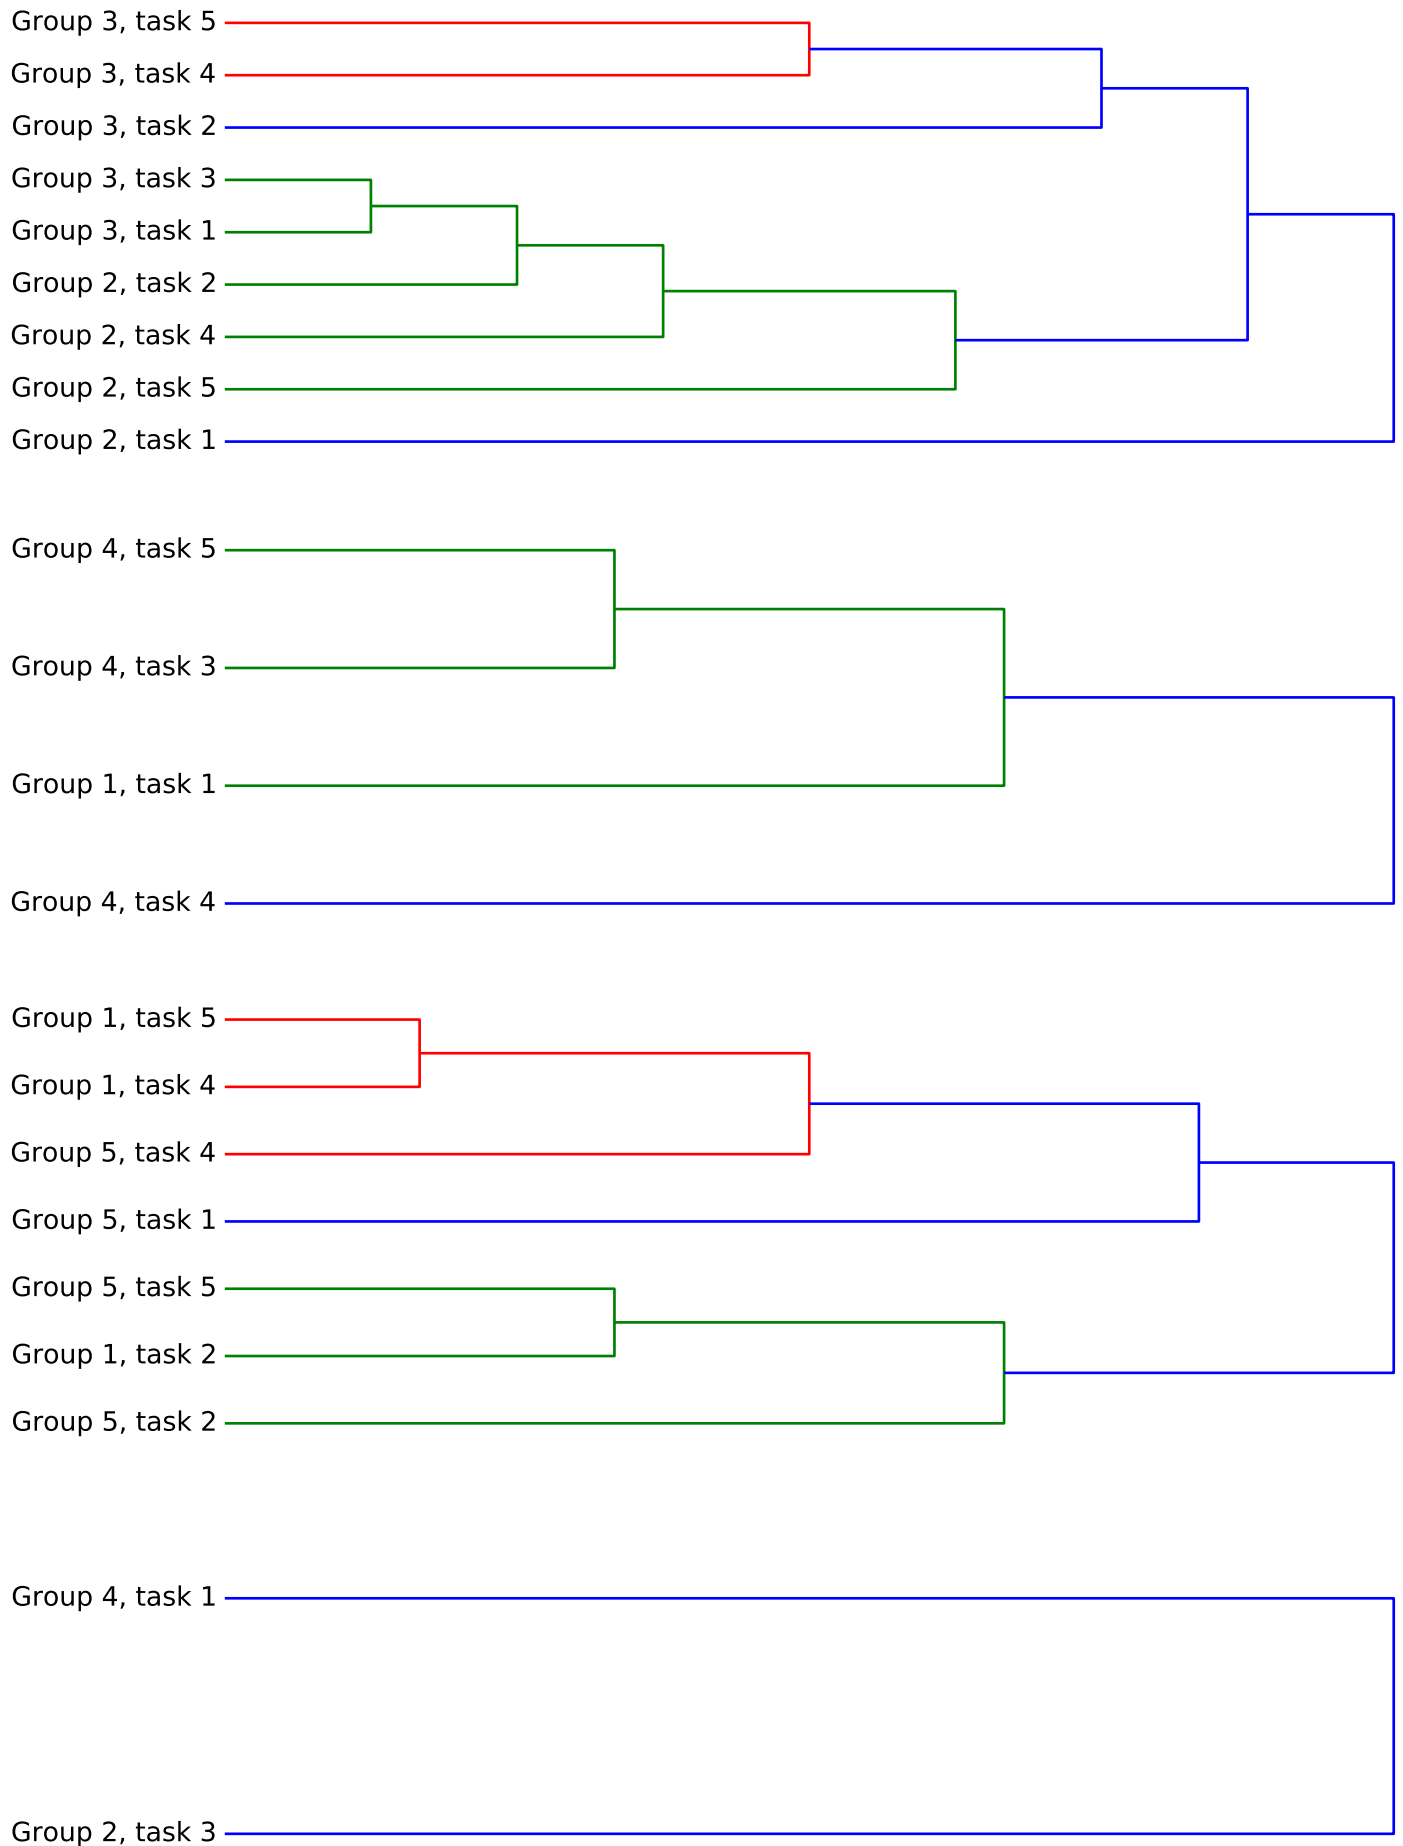 Group 3, task 5
Group 3, task 4
Group 3, task 2
Group 3, task 3
Group 3, task 1
Group 2, task 2
Group 2, task 4
Group 2, task 5
Group 2, task 1
Group 4, task 5
Group 4, task 3
Group 1, task 1
Group 4, task 4
Group 1, task 5
Group 1, task 4
Group 5, task 4
Group 5, task 1
Group 5, task 5
Group 1, task 2
Group 5, task 2
Group 4, task 1
Group 2, task 3